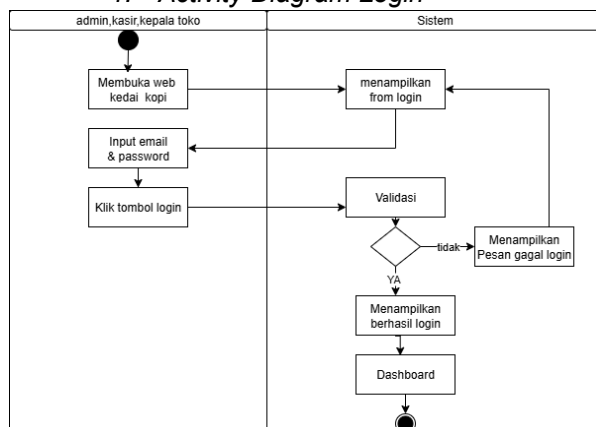 Activity Diagram Login
admin,kasir,kepala toko
Sistem
Membuka web
kedai kopi
menampilkan
from login
Input email
& password
Klik tombol login
Validasi
tidak
Menampilkan
Pesan gagal login
YA
Menampilkan
berhasil login
Dashboard